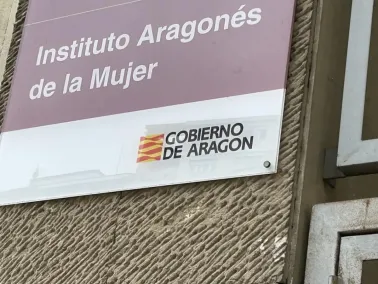 Instituto Aragonés
de la Mujer
GOBIERNO
DE ARAGON